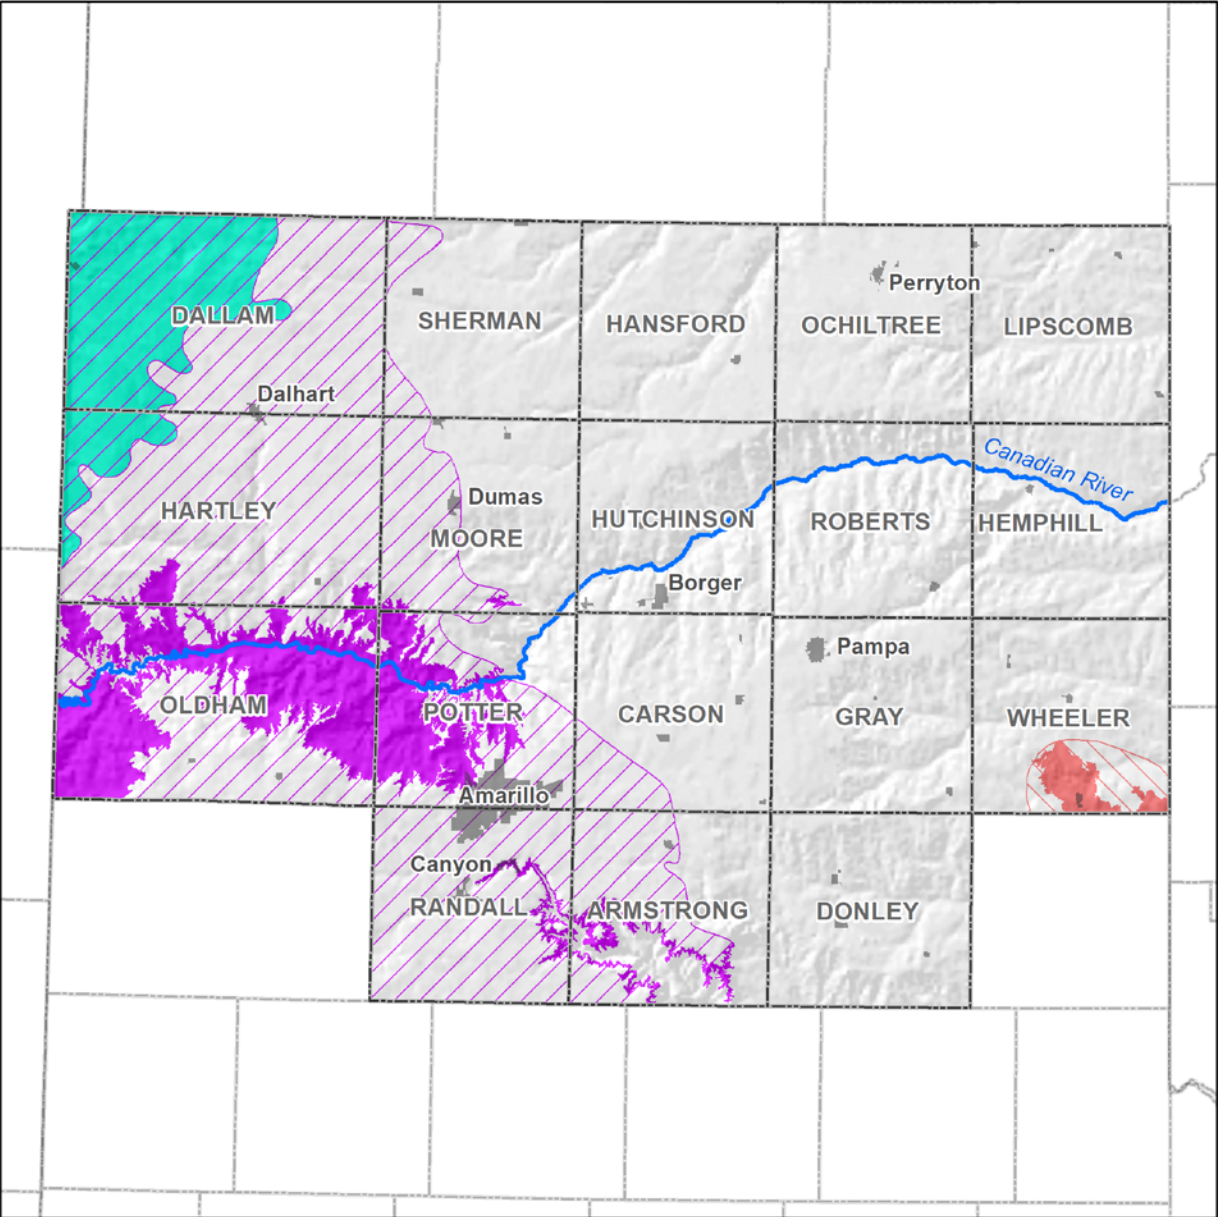 Perryton
DALLAM
SHERMAN
HANSFORD
OCHILTREE
LIPSCOMB
Dalhart
Canadian River
Dumas
HARTLEY
MOORE
HUTCHINSON
ROBERTS
HEMPHILL
Borger
Pampa
OLDHAM
POTTER
CARSON
GRAY
WHEELER
Amarillo
Canyon
RANDALL
ARMSTRONG
DONLEY